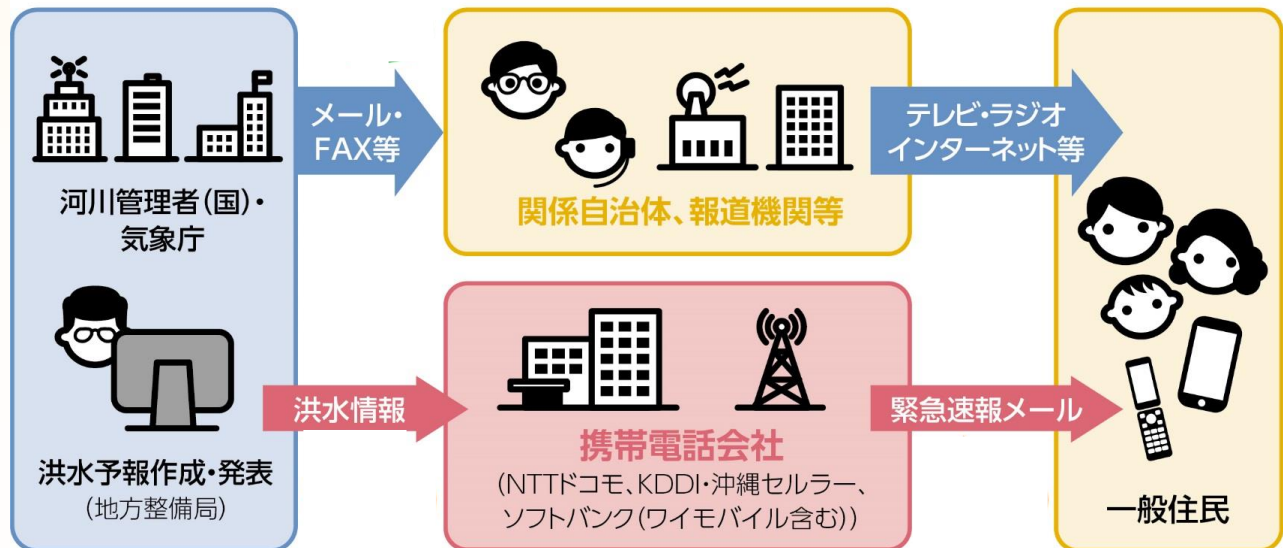 河川管理者(国)・
気象庁
洪水予報作成・発表
(地方整備局)
メール・
FAX等
関係自治体、報道機関等
テレビ・ラジオ
インターネット等
洪水情報
携帯電話会社
(NTTドコモ、KDDI・沖縄セルラー、
ソフトバンク(ワイモバイル含む))
緊急速報メール
一般住民